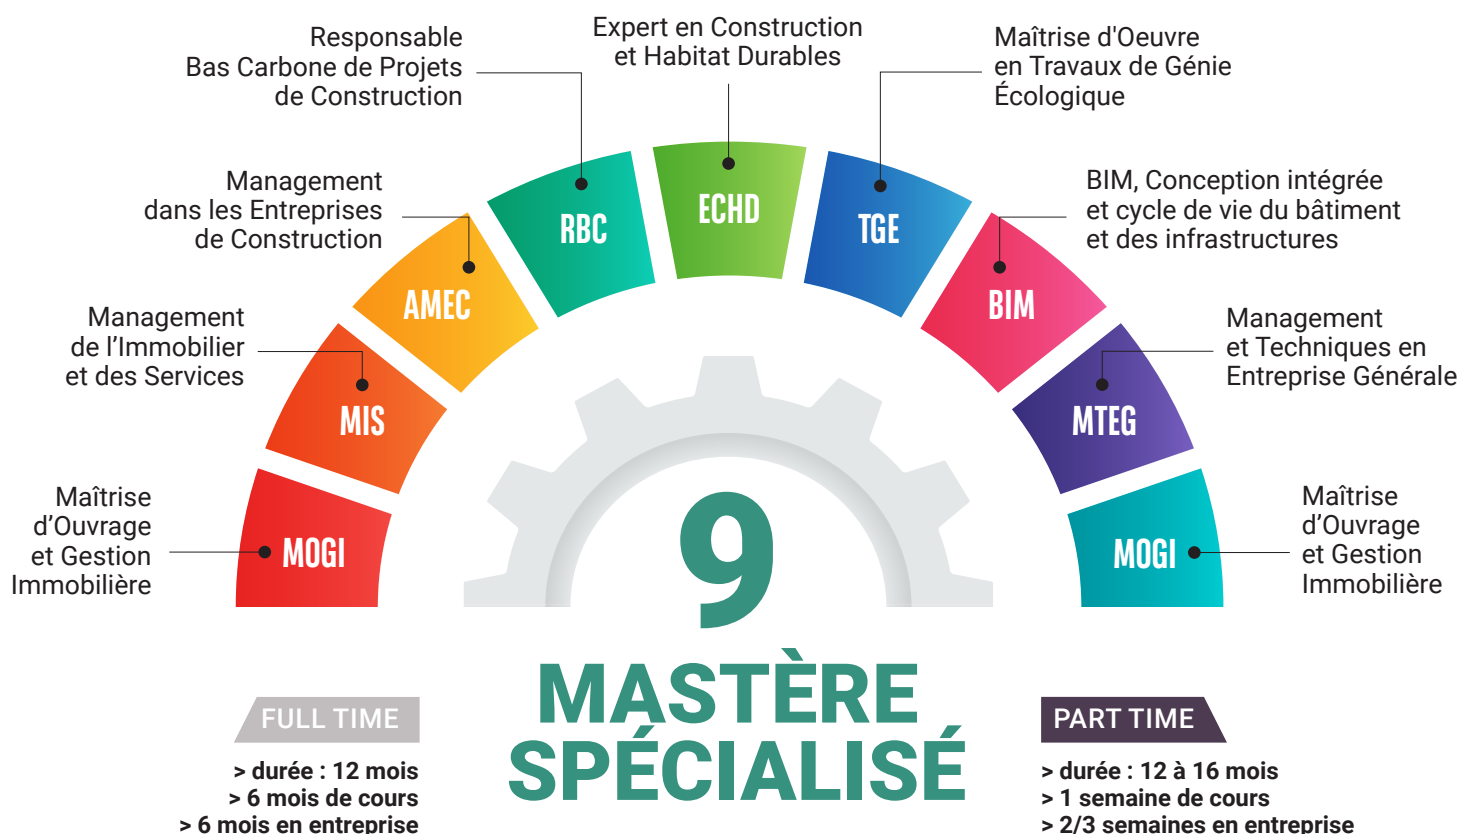 Expert en Construction
et Habitat Durables
Responsable
Bas Carbone de Projets
de Construction
Maîtrise d'Oeuvre
en Travaux de Génie
Écologique
Management
dans les Entreprises
de Construction
BIM, Conception intégrée
et cycle de vie du bâtiment
et des infrastructures
Management
de l’Immobilier
et des Services
Management
et Techniques en
Entreprise Générale
Maîtrise
d’Ouvrage
et Gestion
Immobilière
Maîtrise
d’Ouvrage
et Gestion
Immobilière
MOGI
MIS
AMEC
RBC
ECHD
TGE
BIM
MTEG
MOGI
9
MASTÈRE
SPÉCIALISÉ
FULL TIME
> durée : 12 mois
> 6 mois de cours
> 6 mois en entreprise
PART TIME
> durée : 12 à 16 mois
> 1 semaine de cours
> 2/3 semaines en entreprise